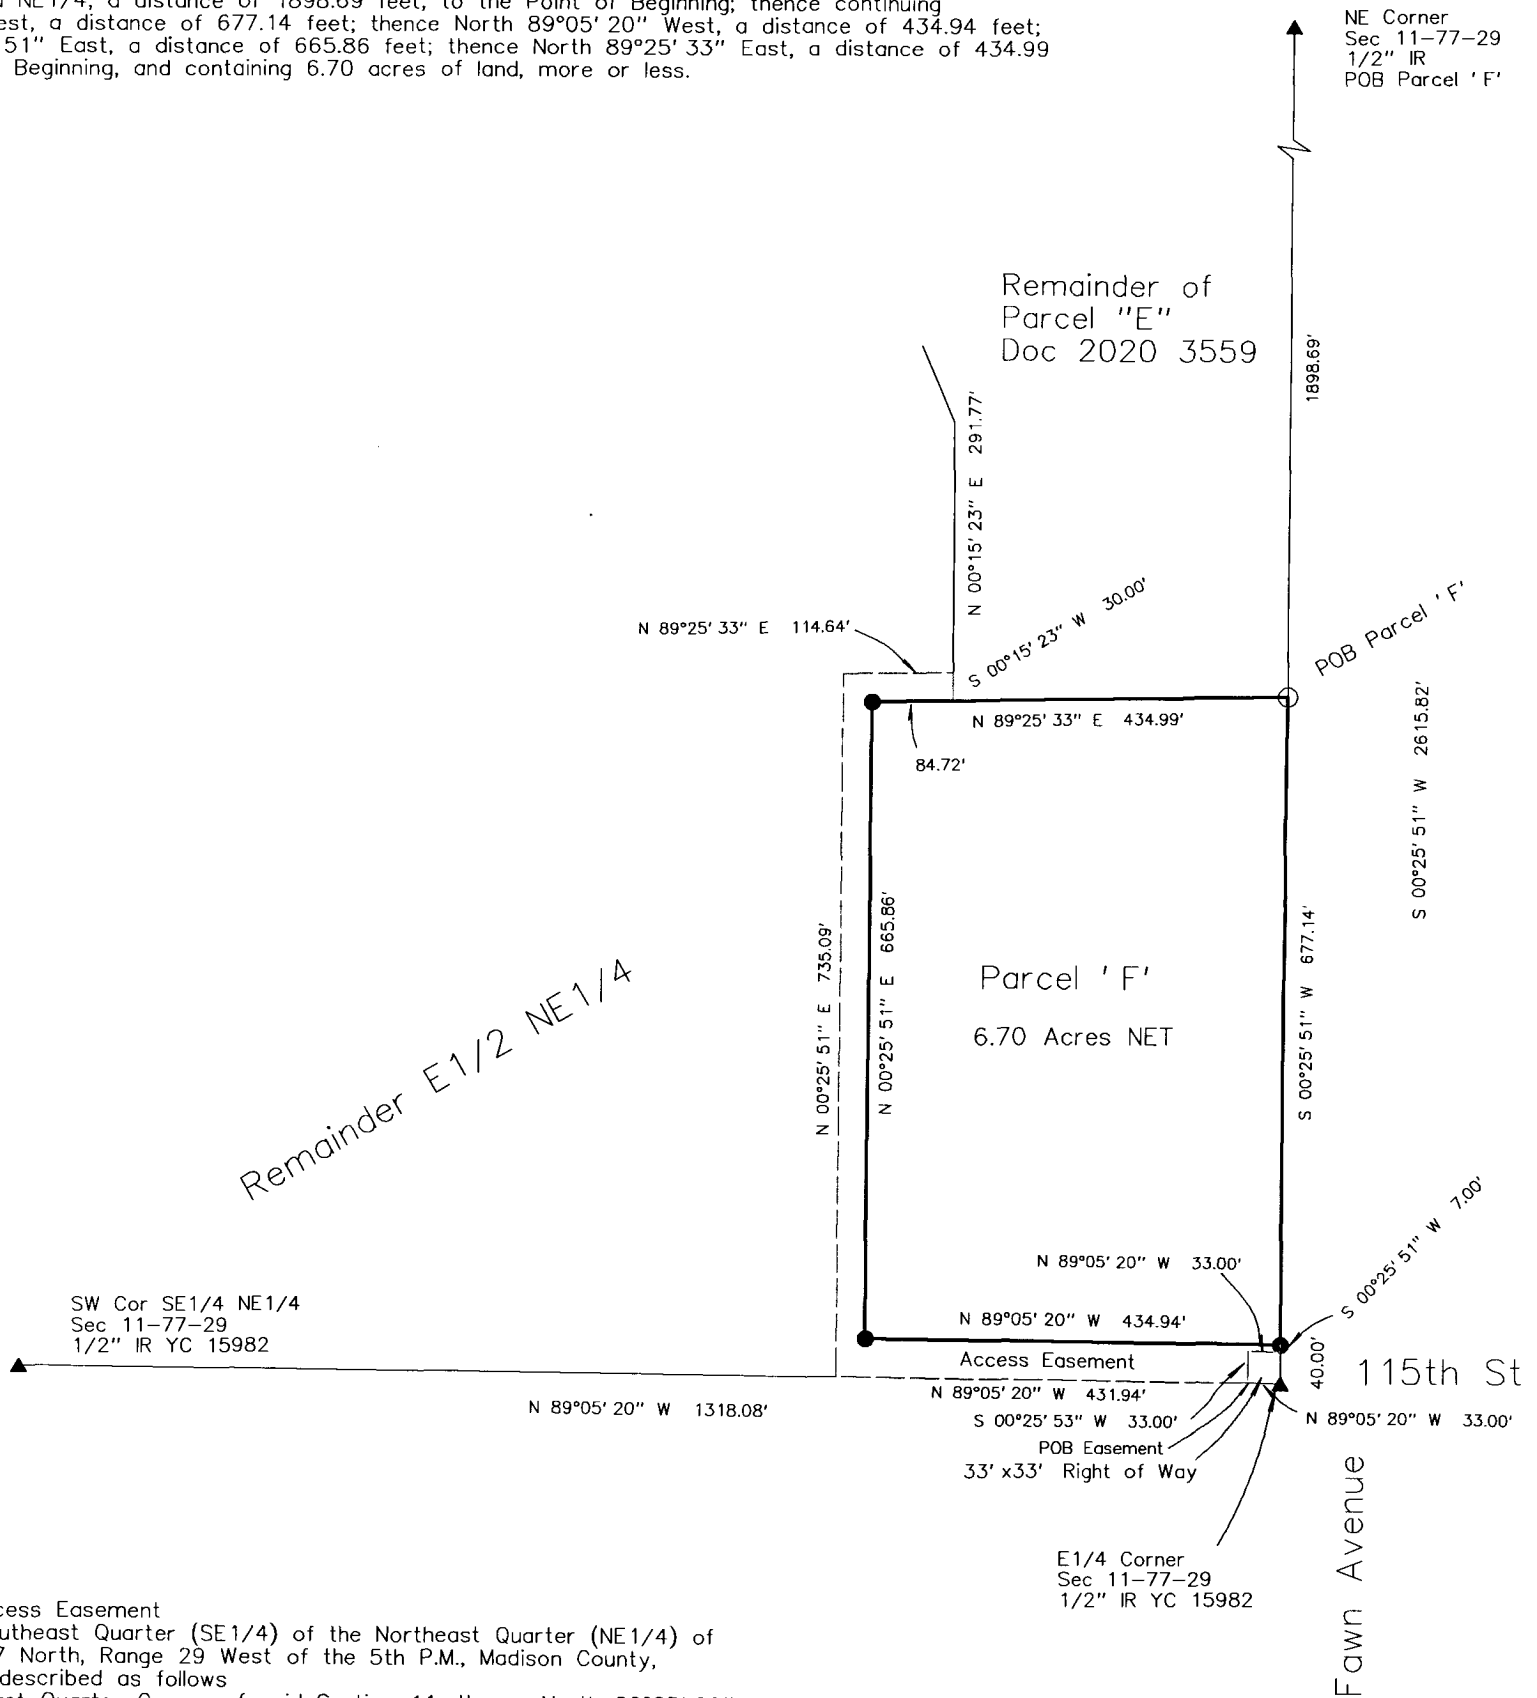 NE1/4, a distance of 1898.69 feet, to the Point of Beginning; thence continuing
est, a distance of 677.14 feet; thence North 89°05'20" West, a distance of 434.94 feet;
51" East, a distance of 665.86 feet; thence North 89°25'33" East, a distance of 434.99
Beginning, and containing 6.70 acres of land, more or less.
NE Corner
Sec 11-77-29
1/2" IR
POB Parcel 'F'
Remainder of
Parcel "E"
Doc 2020 3559
1898.69'
N 00°15'23" E 291.77'
N 89°25'33" E 114.64'
S 00°15'23" W 30.00'
POB Parcel 'F'
N 89°25'33" E 434.99'
84.72'
S 00°25'51" W 2615.82'
N 00°25'51" E 735.09'
N 00°25'51" E 665.86'
Parcel 'F'
6.70 Acres NET
S 00°25'51" W 677.14'
Remainder E1/2 NE1/4
S 00°25'51" W 7.00'
N 89°05'20" W 33.00'
SW Cor SE1/4 NE1/4
Sec 11-77-29
1/2" IR YC 15982
N 89°05'20" W 434.94'
Access Easement
40.00'
115th St
N 89°05'20" W 431.94'
N 89°05'20" W 1318.08'
S 00°25'53" W 33.00'
N 89°05'20" W 33.00'
POB Easement
33'x33' Right of Way
Fawn Avenue
E1/4 Corner
Sec 11-77-29
1/2" IR YC 15982
cess Easement
utheast Quarter (SE1/4) of the Northeast Quarter (NE1/4) of
7 North, Range 29 West of the 5th P.M., Madison County,
described as follows